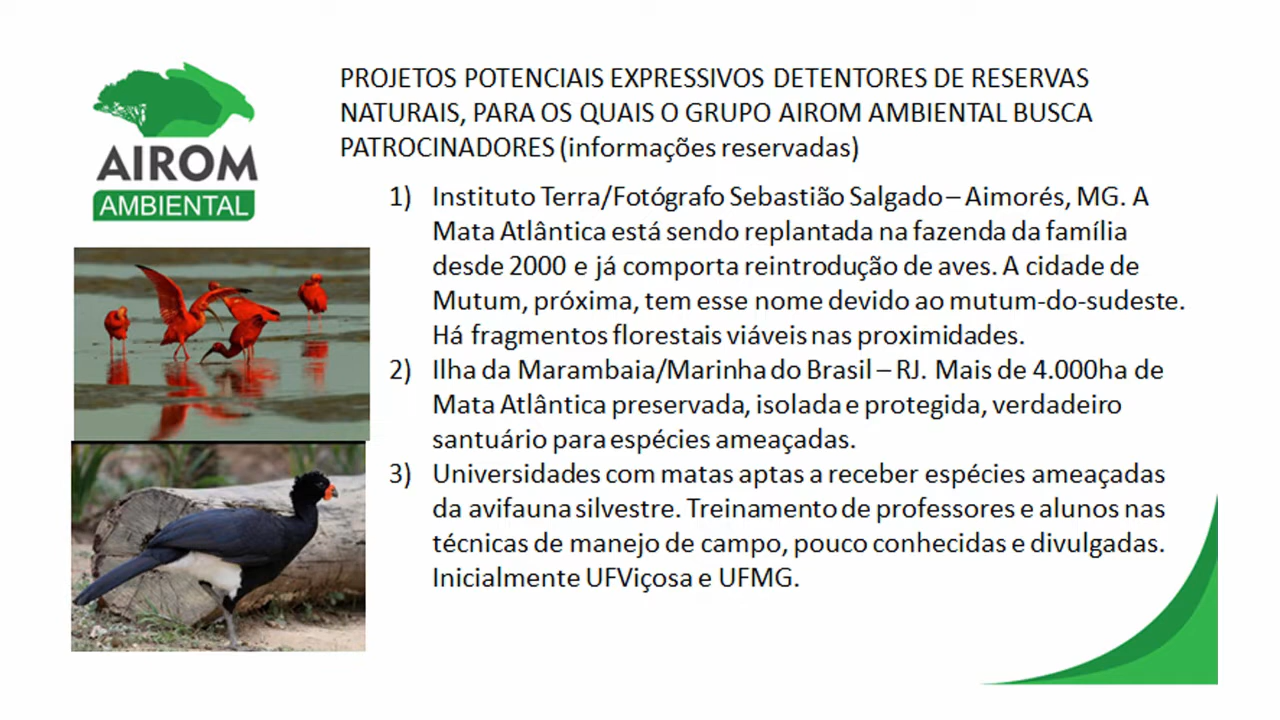 AIROM
AMBIENTAL
PROJETOS POTENCIAIS EXPRESSIVOS DETENTORES DE RESERVAS
NATURAIS, PARA OS QUAIS O GRUPO AIROM AMBIENTAL BUSCA
PATROCINADORES (informações reservadas)
1) Instituto Terra/Fotógrafo Sebastião Salgado – Aimorés, MG. A
Mata Atlântica está sendo replantada na fazenda da família
desde 2000 e já comporta reintrodução de aves. A cidade de
Mutum, próxima, tem esse nome devido ao mutum-do-sudeste.
Há fragmentos florestais viáveis nas proximidades.
2) Ilha da Marambaia/Marinha do Brasil – RJ. Mais de 4.000ha de
Mata Atlântica preservada, isolada e protegida, verdadeiro
santuário para espécies ameaçadas.
3) Universidades com matas aptas a receber espécies ameaçadas
da avifauna silvestre. Treinamento de professores e alunos nas
técnicas de manejo de campo, pouco conhecidas e divulgadas.
Inicialmente UFViçosa e UFMG.